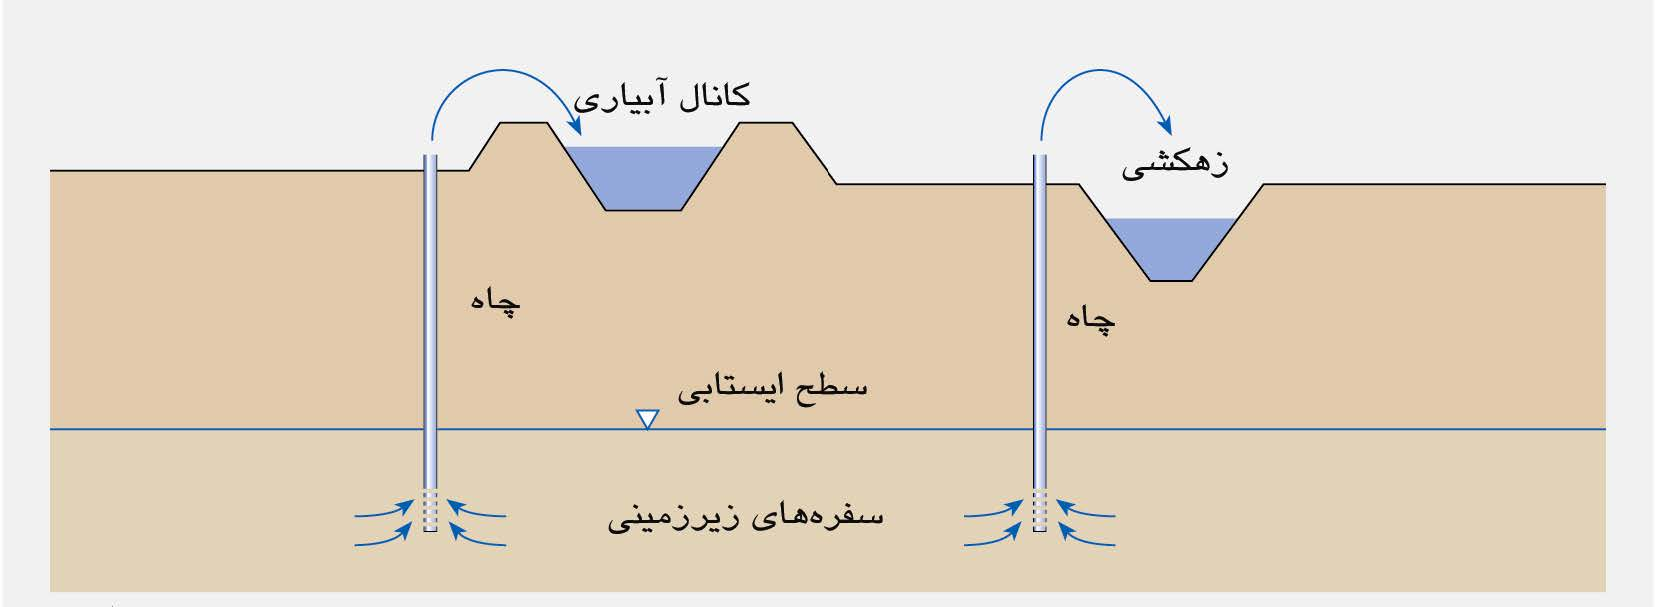 کانال آبیاری
زهکشی
چاه
چاه
سطح ایستابی
سفره‌های زیرزمینی